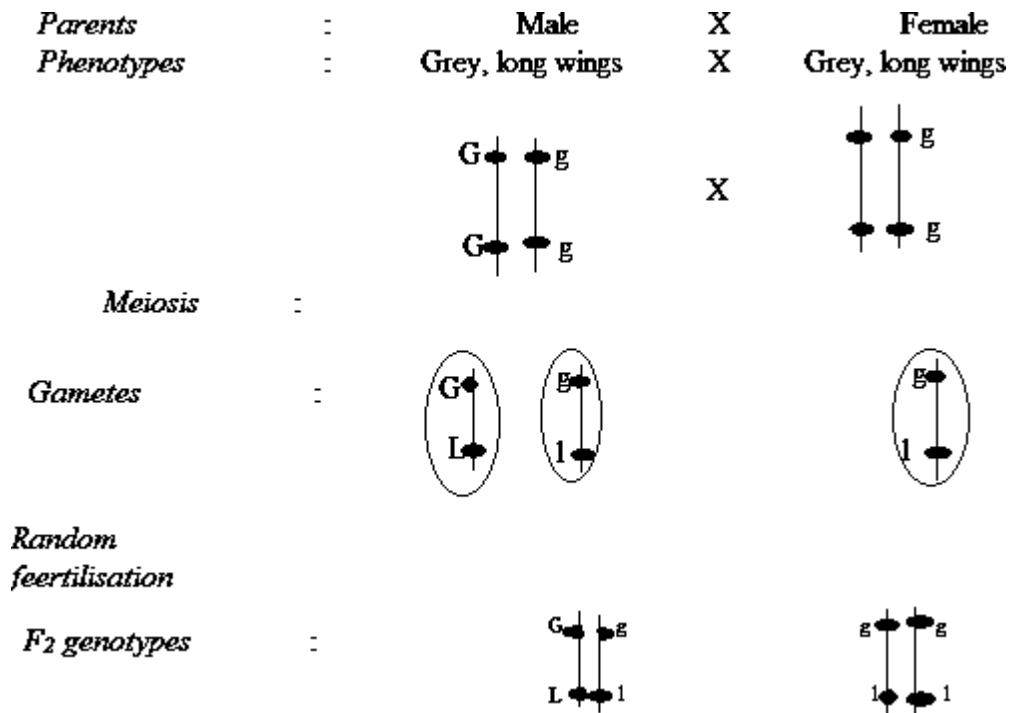 Parents : Male X Female
Phenotypes : Grey, long wings X Grey, long wings
G g g
X
G g g
Meiosis :
Gametes : G g g
L l l
Random
feertilisation
F2 genotypes : G g g g
L l l l